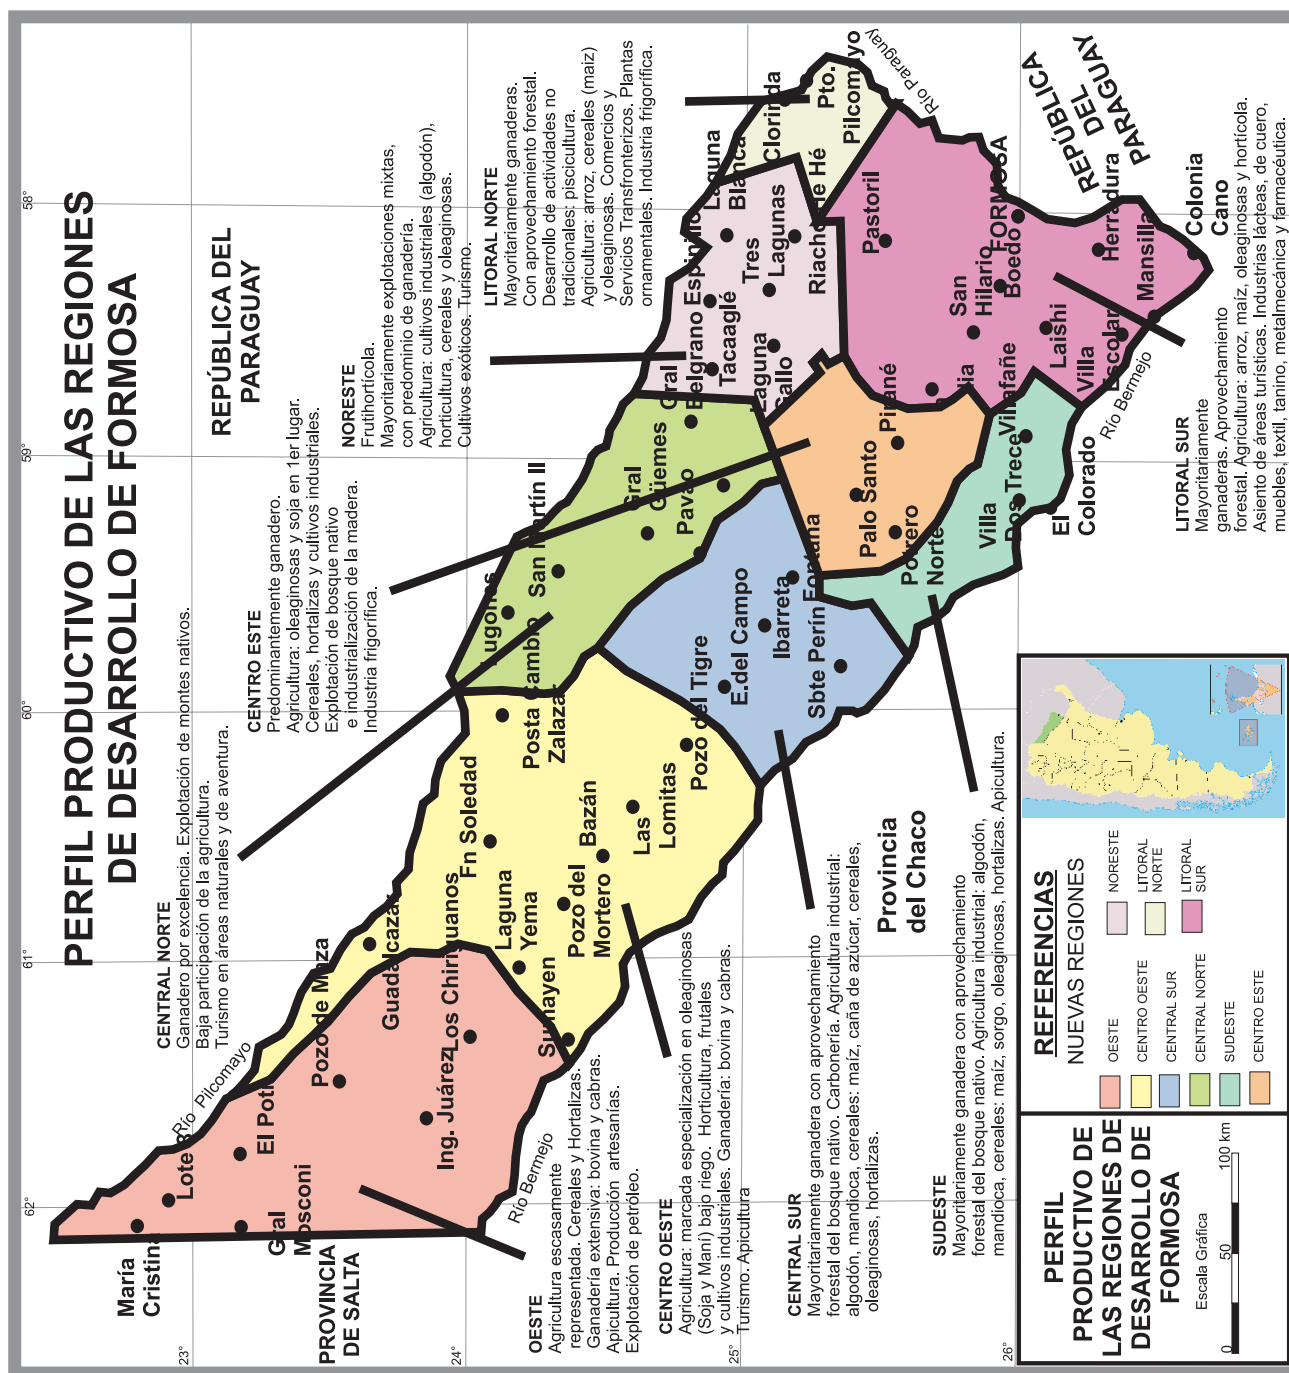 PERFIL PRODUCTIVO DE LAS REGIONES
DE DESARROLLO DE FORMOSA
REPÚBLICA DEL
PARAGUAY
CENTRAL NORTE
Ganadero por excelencia. Explotación de montes nativos.
Baja participación de la agricultura.
Turismo en áreas naturales y de aventura.
CENTRO ESTE
Predominantemente ganadero.
Agricultura: oleaginosas y soja en 1er lugar.
Cereales, hortalizas y cultivos industriales.
Explotación de bosque nativo
e industrialización de la madera.
Industria frigorífica.
NORESTE
Frutihortícola.
Mayoritariamente explotaciones mixtas,
con predominio de ganadería.
Agricultura: cultivos industriales (algodón),
horticultura, cereales y oleaginosas.
Cultivos exóticos. Turismo.
LITORAL NORTE
Mayoritariamente ganaderas.
Con aprovechamiento forestal.
Desarrollo de actividades no
tradicionales: piscicultura.
Agricultura: arroz, cereales (maiz)
y oleaginosas. Comercios y
Servicios Transfronterizos. Plantas
ornamentales. Industria frigorífica.
62°
61°
60°
59°
58°
23°
24°
25°
26°
María
Cristina
Lote 8
El Potrillo
Gral
Mosconi
Río Pilcomayo
Pozo de Maza
Ing. Juárez
Los Chiriguanos
Guadalcazar
Sumayen
Laguna
Yema
Pozo del
Mortero
Bazán
Fn Soledad
Las
Lomitas
Posta Cambio
Zalazar
Pozo del Tigre
Lugones
San Martín II
Gral
Güemes
Pavao
E.del Campo
Ibarreta
Sbte Perín
Fontana
Gral
Belgrano
Tacaaglé
Espinillo
Laguna
Gallo
Tres
Lagunas
Laguna
Blanca
Riacho He Hé
Clorinda
Pto.
Pilcomayo
Río Paraguay
Palo Santo
Pirané
Potrero
Norte
Villa
Dos Trece
El
Colorado
Villafañe
Pastoril
San
Hilario
Boedo
FORMOSA
Laishi
Villa
Escolar
Herradura
Mansilla
Colonia
Cano
Río Bermejo
REPÚBLICA
DEL
PARAGUAY
PROVINCIA
DE SALTA
Río Bermejo
Provincia
del Chaco
OESTE
Agricultura escasamente
representada. Cereales y Hortalizas.
Ganadería extensiva: bovina y cabras.
Apicultura. Producción artesanías.
Explotación de petróleo.
CENTRO OESTE
Agricultura: marcada especialización en oleaginosas
(Soja y Maní) bajo riego. Horticultura, frutales
y cultivos industriales. Ganadería: bovina y cabras.
Turismo. Apicultura
CENTRAL SUR
Mayoritariamente ganadera con aprovechamiento
forestal del bosque nativo. Carbonería. Agricultura industrial:
algodón, mandioca, cereales: maíz, caña de azúcar, cereales,
oleaginosas, hortalizas.
SUDESTE
Mayoritariamente ganadera con aprovechamiento
forestal del bosque nativo. Agricultura industrial: algodón,
mandioca, cereales: maíz, sorgo, oleaginosas, hortalizas. Apicultura.
LITORAL SUR
Mayoritariamente
ganaderas. Aprovechamiento
forestal. Agricultura: arroz, maíz, oleaginosas y hortícola.
Asiento de áreas turísticas. Industrias lácteas, de cuero,
muebles, textil, tanino, metalmecánica y farmacéutica.
PERFIL
PRODUCTIVO DE
LAS REGIONES DE
DESARROLLO DE
FORMOSA
Escala Gráfica
0
50
100 km
REFERENCIAS
NUEVAS REGIONES
OESTE
CENTRO OESTE
CENTRAL SUR
CENTRAL NORTE
SUDESTE
CENTRO ESTE
NORESTE
LITORAL
NORTE
LITORAL
SUR